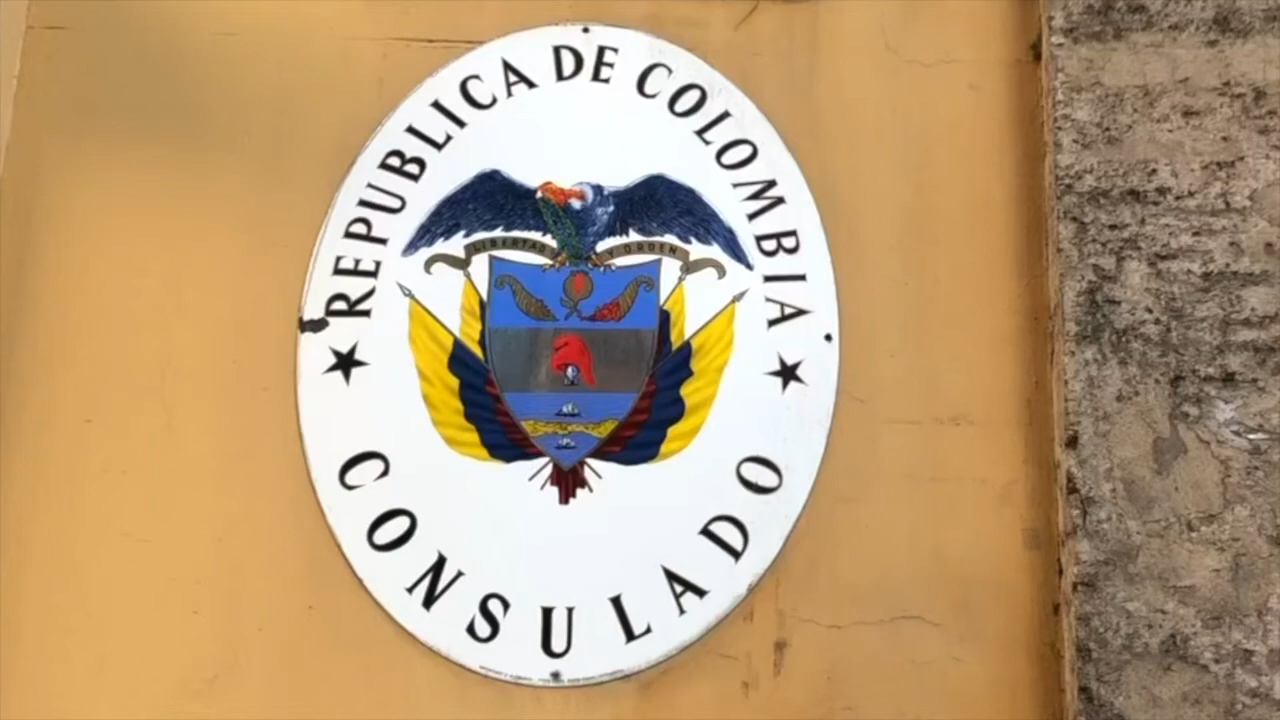 REPUBLICA DE COLOMBIA
LIBERTAD Y ORDEN
★ CONSULADO ★